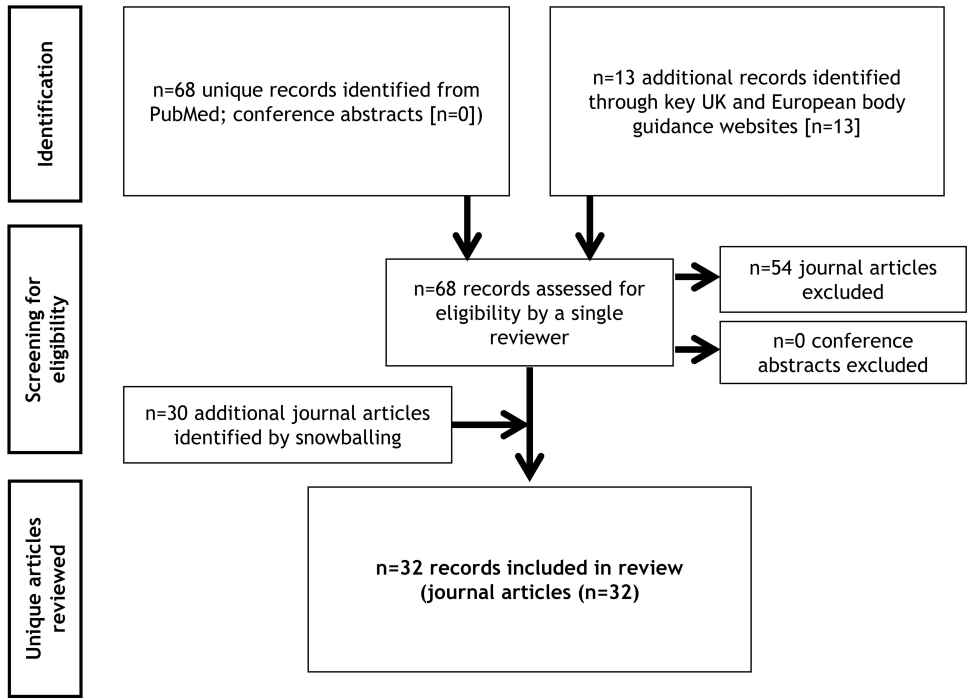 Identification
n=68 unique records identified from
PubMed; conference abstracts [n=0])
n=13 additional records identified
through key UK and European body
guidance websites [n=13]
Screening for
eligibility
n=68 records assessed for
eligibility by a single
reviewer
n=54 journal articles
excluded
n=0 conference
abstracts excluded
n=30 additional journal articles
identified by snowballing
Unique articles
reviewed
n=32 records included in review
(journal articles (n=32)